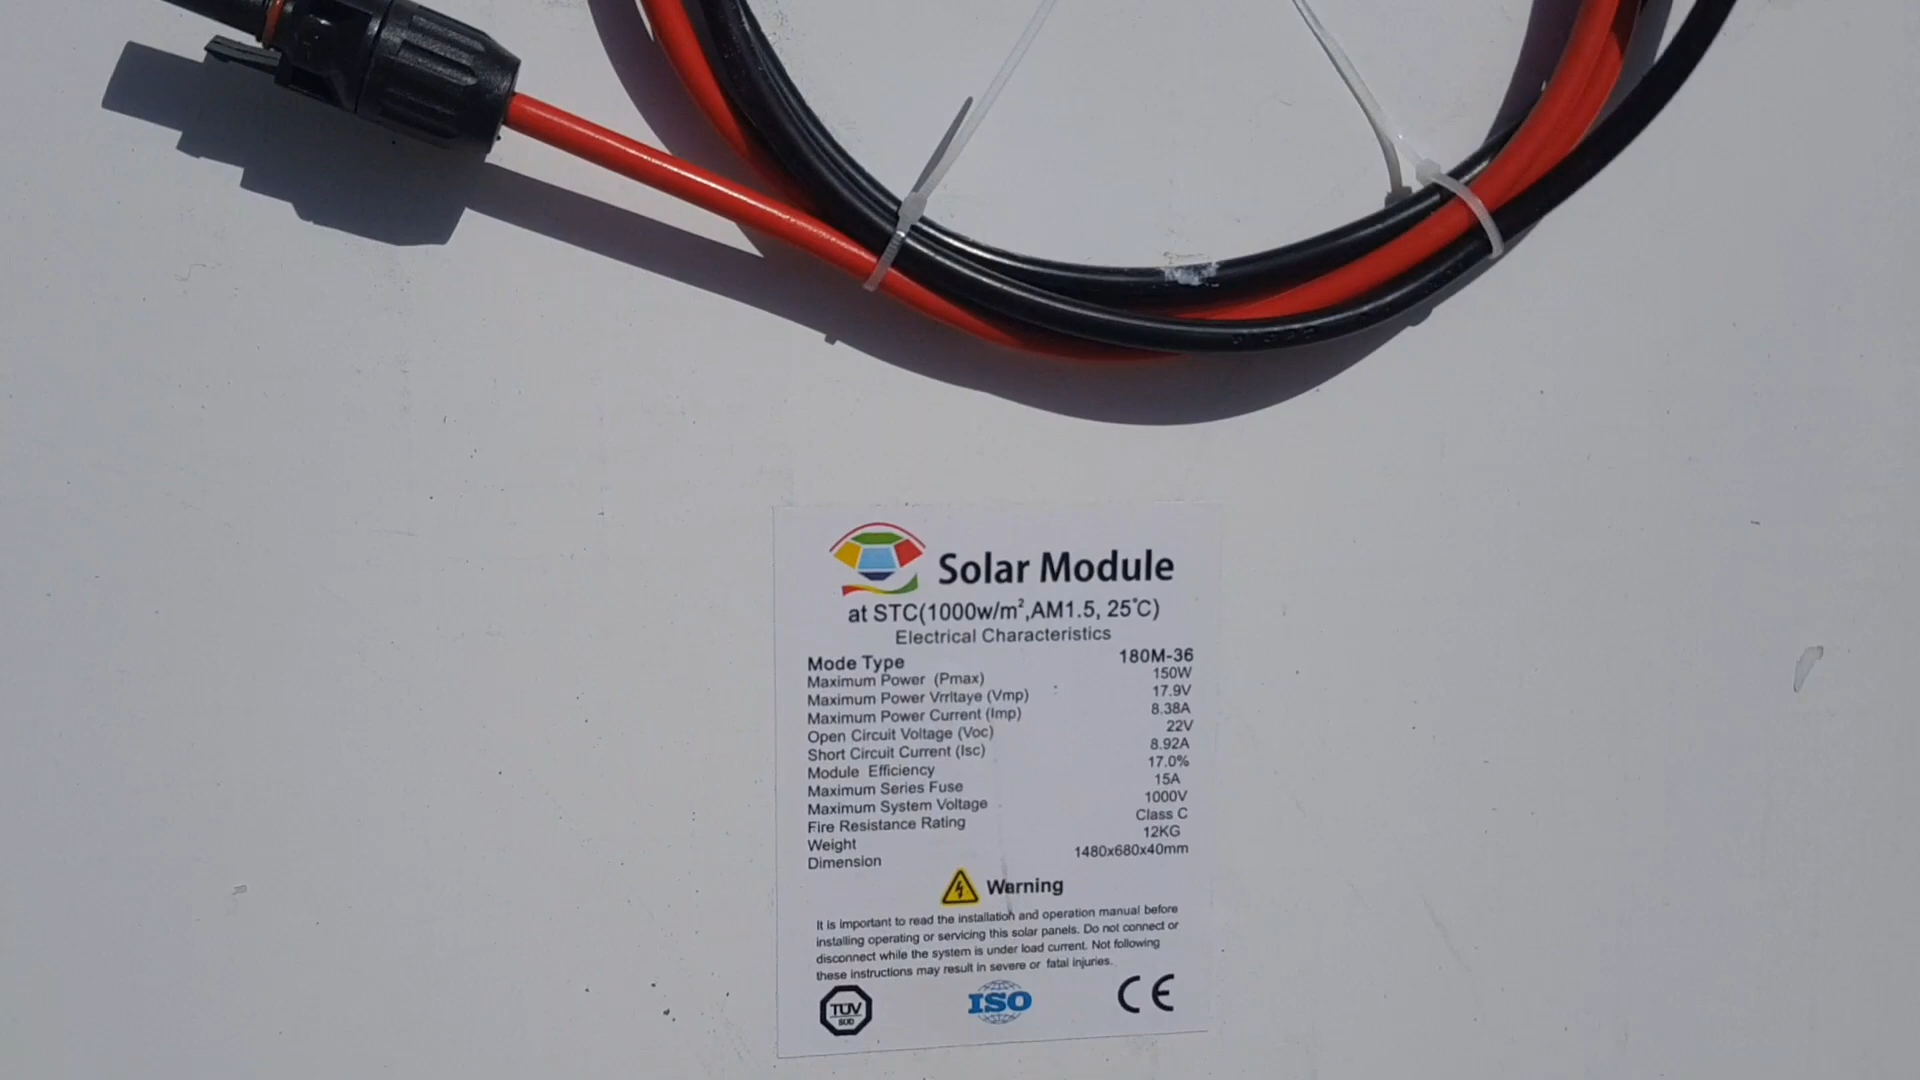 Solar Module
at STC(1000w/m²,AM1.5, 25°C)
Electrical Characteristics
Mode Type 180M-36
Maximum Power (Pmax) 150W
Maximum Power Vrrltaye (Vmp) 17.9V
Maximum Power Current (Imp) 8.38A
Open Circuit Voltage (Voc) 22V
Short Circuit Current (Isc) 8.92A
Module Efficiency 17.0%
Maximum Series Fuse 15A
Maximum System Voltage 1000V
Fire Resistance Rating Class C
Weight 12KG
Dimension 1480x680x40mm
Warning
It is important to read the installation and operation manual before
installing operating or servicing this solar panels. Do not connect or
disconnect while the system is under load current. Not following
these instructions may result in severe or fatal injuries.
TÜV
SÜD
ISO
CE